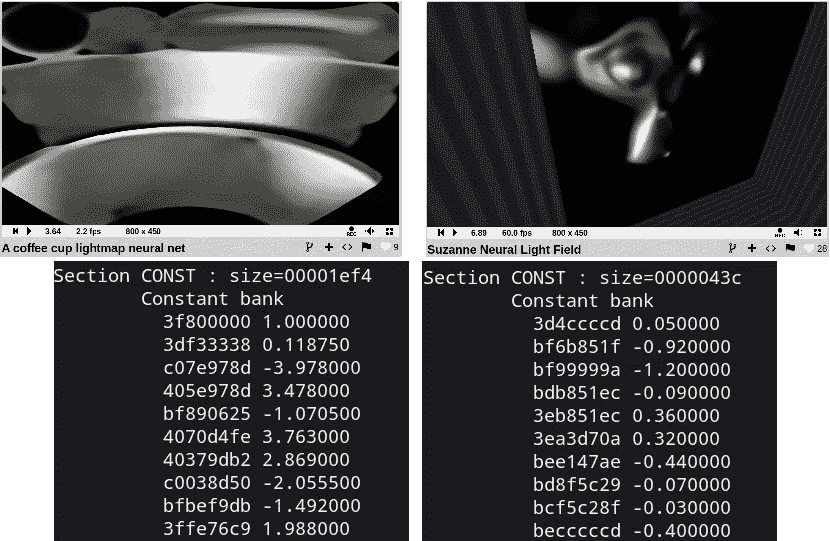 3.64 2.2 fps 800 x 450 REC
A coffee cup lightmap neural net 9
6.89 60.0 fps 800 x 450 REC
Suzanne Neural Light Field 28
Section CONST : size=00001ef4
Constant bank
3f800000 1.000000
3df33338 0.118750
c07e978d -3.978000
405e978d 3.478000
bf890625 -1.070500
4070d4fe 3.763000
40379db2 2.869000
c0038d50 -2.055500
bfbef9db -1.492000
3ffe76c9 1.988000
Section CONST : size=0000043c
Constant bank
3d4ccccd 0.050000
bf6b851f -0.920000
bf99999a -1.200000
bdb851ec -0.090000
3eb851ec 0.360000
3ea3d70a 0.320000
bee147ae -0.440000
bd8f5c29 -0.070000
bcf5c28f -0.030000
becccccd -0.400000